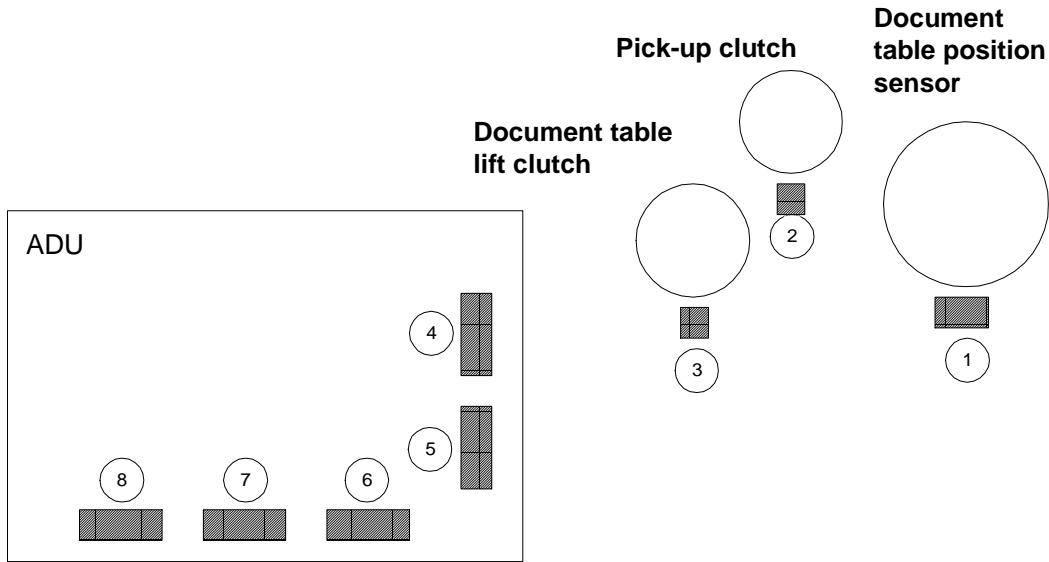 Document
table position
sensor
Pick-up clutch
Document table
lift clutch
ADU
2
4
3
1
5
8
7
6